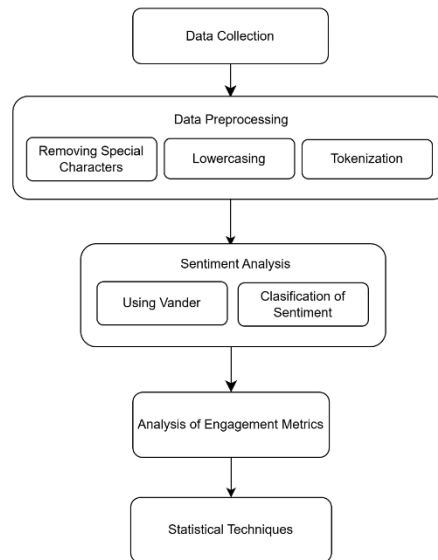 Data Collection
Data Preprocessing
Removing Special
Characters
Lowercasing
Tokenization
Sentiment Analysis
Using Vander
Clasification of
Sentiment
Analysis of Engagement Metrics
Statistical Techniques